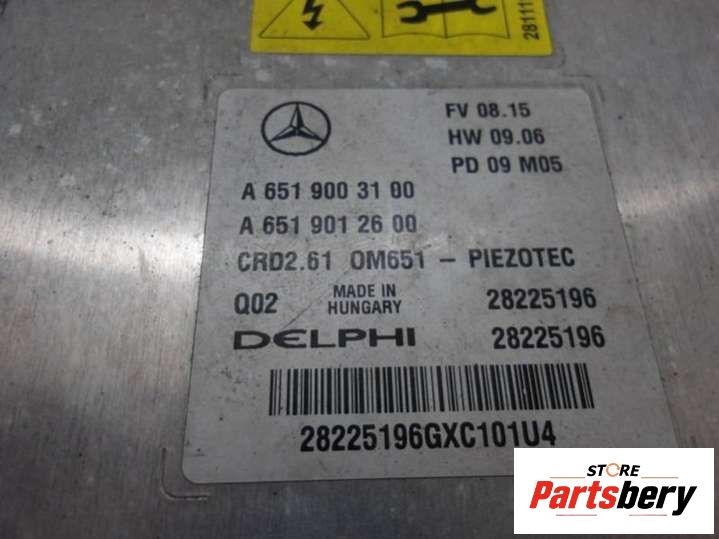 28111
FV 08.15
HW 09.06
PD 09 M05
A 651 900 31 00
A 651 901 26 00
CRD2.61 OM651 - PIEZOTEC
Q02 MADE IN HUNGARY 28225196
DELPHI 28225196
28225196GXC101U4
STORE
Partsbery